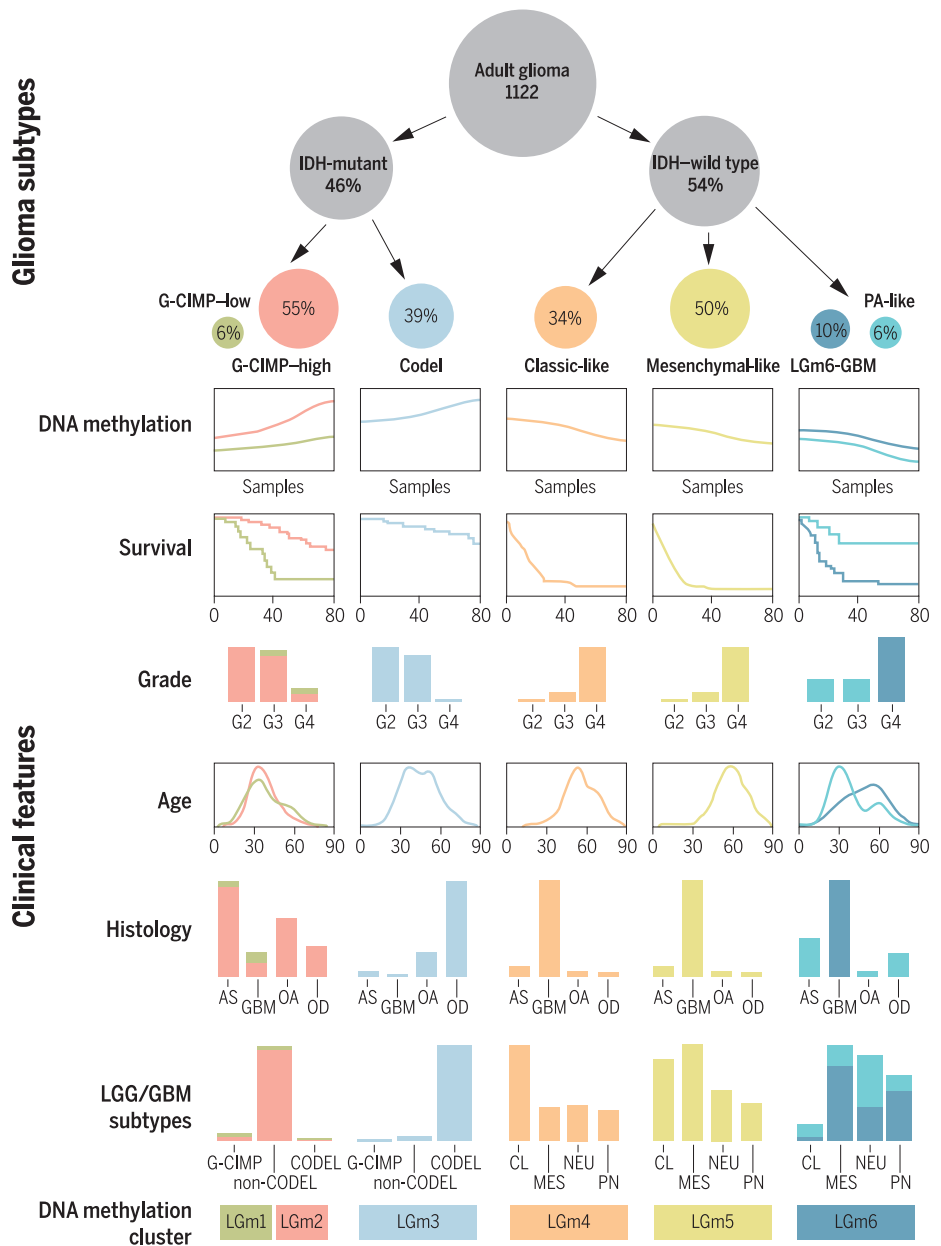 Glioma subtypes
Adult glioma
1122
IDH-mutant
46%
IDH–wild type
54%
G-CIMP–low
6%
55%
G-CIMP–high
39%
Codel
34%
Classic-like
50%
Mesenchymal-like
10%
LGm6-GBM
PA-like
6%
DNA methylation
Samples
Samples
Samples
Samples
Samples
Clinical features
Survival
0 40 80
0 40 80
0 40 80
0 40 80
0 40 80
Grade
G2 G3 G4
G2 G3 G4
G2 G3 G4
G2 G3 G4
G2 G3 G4
Age
0 30 60 90
0 30 60 90
0 30 60 90
0 30 60 90
0 30 60 90
Histology
AS GBM OA OD
AS GBM OA OD
AS GBM OA OD
AS GBM OA OD
AS GBM OA OD
LGG/GBM
subtypes
G-CIMP CODEL
non-CODEL
G-CIMP CODEL
non-CODEL
CL NEU
MES PN
CL NEU
MES PN
CL NEU
MES PN
DNA methylation
cluster
LGm1 LGm2 LGm3 LGm4 LGm5 LGm6